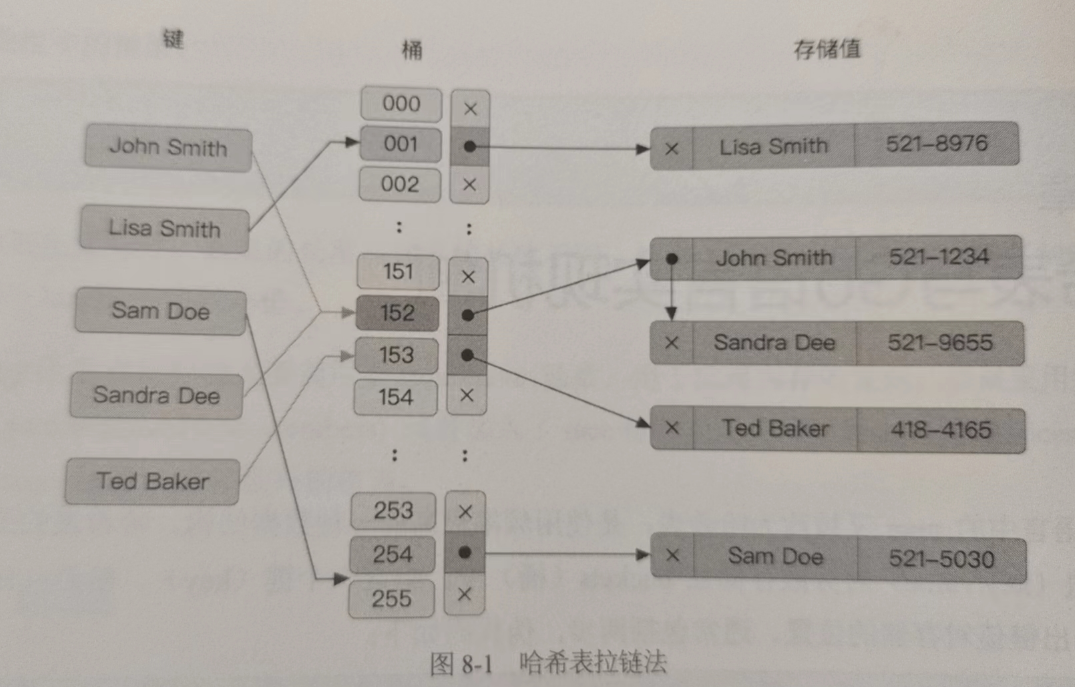 键
桶
存储值
000 ×
001
002 ×
: :
151 ×
152
153
154 ×
: :
253 ×
254
255 ×
John Smith
Lisa Smith
Sam Doe
Sandra Dee
Ted Baker
× Lisa Smith 521-8976
John Smith 521-1234
× Sandra Dee 521-9655
× Ted Baker 418-4165
× Sam Doe 521-5030
图 8-1 哈希表拉链法